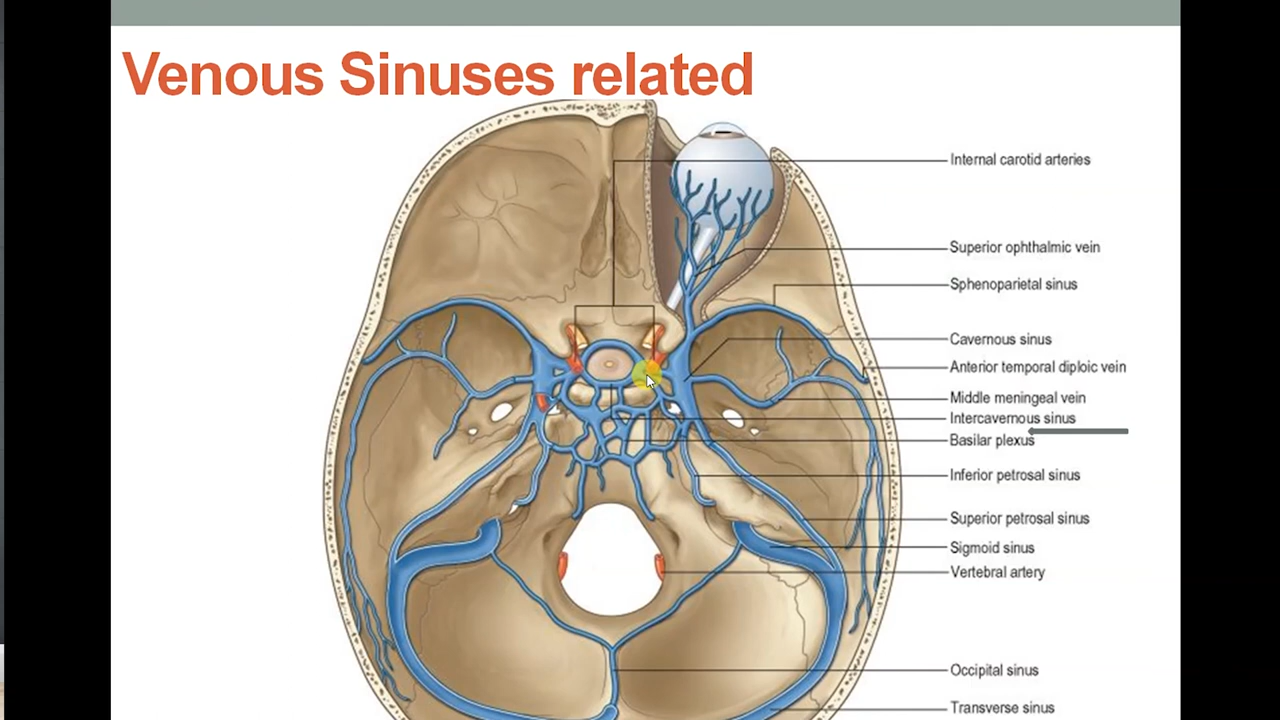 Venous Sinuses related
Internal carotid arteries
Superior ophthalmic vein
Sphenoparietal sinus
Cavernous sinus
Anterior temporal diploic vein
Middle meningeal vein
Intercavernous sinus
Basilar plexus
Inferior petrosal sinus
Superior petrosal sinus
Sigmoid sinus
Vertebral artery
Occipital sinus
Transverse sinus